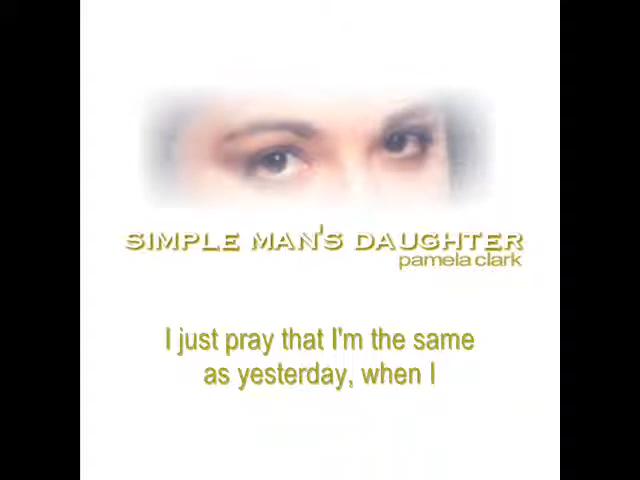 SIMPLE MAN'S DAUGHTER
pamela clark
I just pray that I'm the same
as yesterday, when I